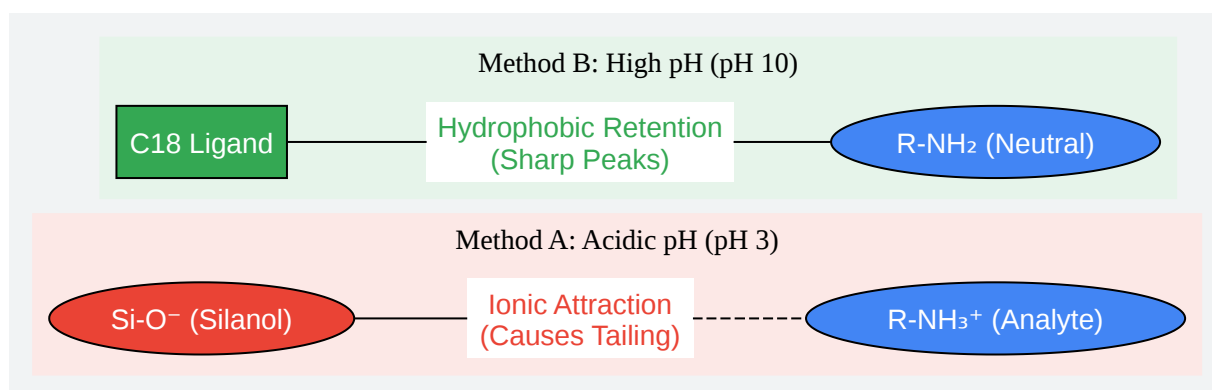 Method B: High pH (pH 10)
C18 Ligand
Hydrophobic Retention
(Sharp Peaks)
R-NH₂ (Neutral)
Method A: Acidic pH (pH 3)
Si-O⁻ (Silanol)
Ionic Attraction
(Causes Tailing)
R-NH₃⁺ (Analyte)